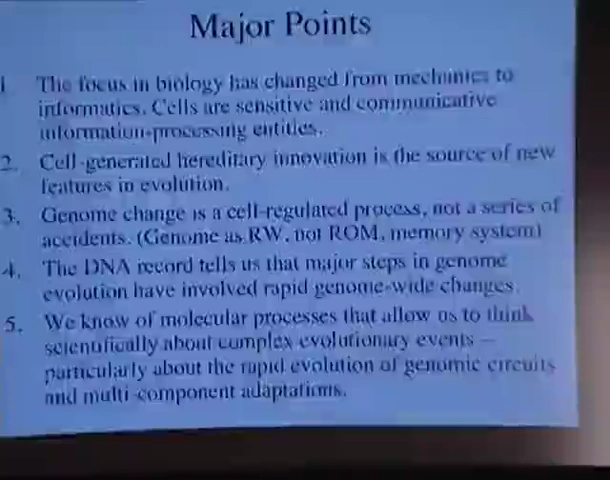 Major Points
1. The focus in biology has changed from mechanics to
informatics. Cells are sensitive and communicative
information-processing entities.
2. Cell-generated hereditary innovation is the source of new
features in evolution.
3. Genome change is a cell-regulated process, not a series of
accidents. (Genome as RW, not ROM, memory system)
4. The DNA record tells us that major steps in genome
evolution have involved rapid genome-wide changes.
5. We know of molecular processes that allow us to think
scientifically about complex evolutionary events –
particularly about the rapid evolution of genomic circuits
and multi-component adaptations.